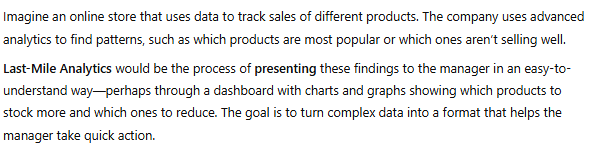 Imagine an online store that uses data to track sales of different products. The company uses advanced
analytics to find patterns, such as which products are most popular or which ones aren’t selling well.
Last-Mile Analytics would be the process of presenting these findings to the manager in an easy-to-
understand way—perhaps through a dashboard with charts and graphs showing which products to
stock more and which ones to reduce. The goal is to turn complex data into a format that helps the
manager take quick action.